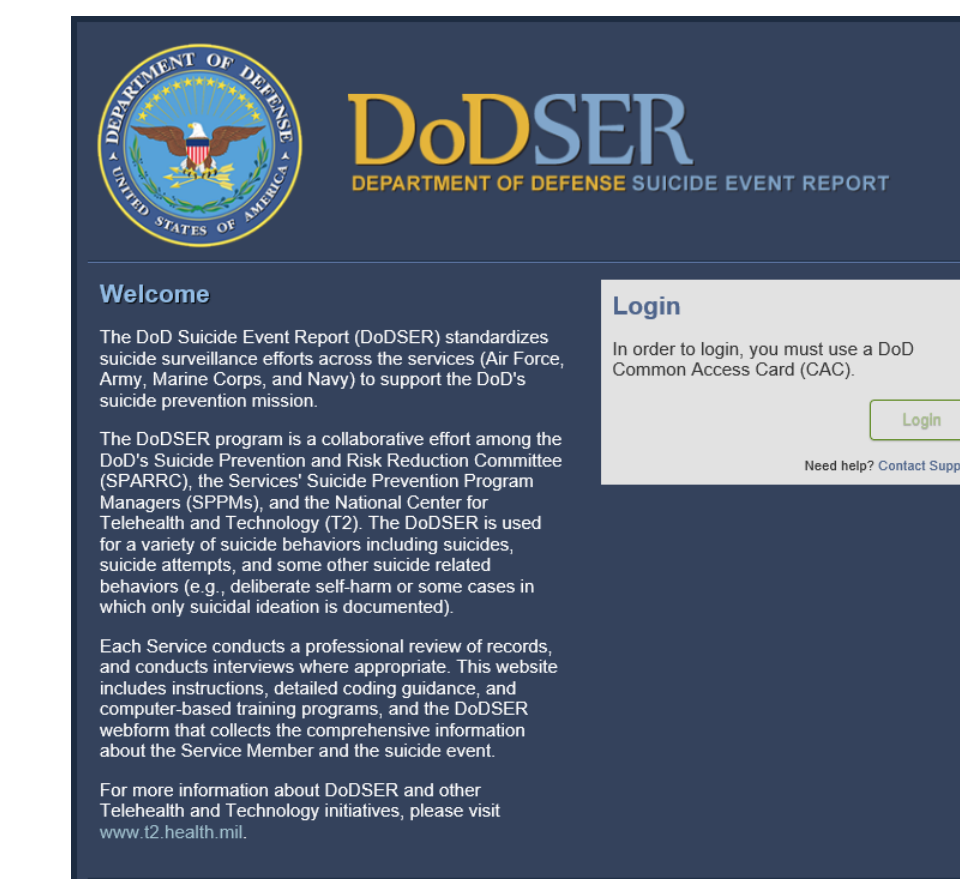 DEPARTMENT OF DEFENSE
UNITED STATES OF AMERICA
DoDSER
DEPARTMENT OF DEFENSE SUICIDE EVENT REPORT
Welcome
The DoD Suicide Event Report (DoDSER) standardizes
suicide surveillance efforts across the services (Air Force,
Army, Marine Corps, and Navy) to support the DoD's
suicide prevention mission.
The DoDSER program is a collaborative effort among the
DoD's Suicide Prevention and Risk Reduction Committee
(SPARRC), the Services' Suicide Prevention Program
Managers (SPPMs), and the National Center for
Telehealth and Technology (T2). The DoDSER is used
for a variety of suicide behaviors including suicides,
suicide attempts, and some other suicide related
behaviors (e.g., deliberate self-harm or some cases in
which only suicidal ideation is documented).
Each Service conducts a professional review of records,
and conducts interviews where appropriate. This website
includes instructions, detailed coding guidance, and
computer-based training programs, and the DoDSER
webform that collects the comprehensive information
about the Service Member and the suicide event.
For more information about DoDSER and other
Telehealth and Technology initiatives, please visit
www.t2.health.mil.
Login
In order to login, you must use a DoD
Common Access Card (CAC).
Login
Need help? Contact Supp